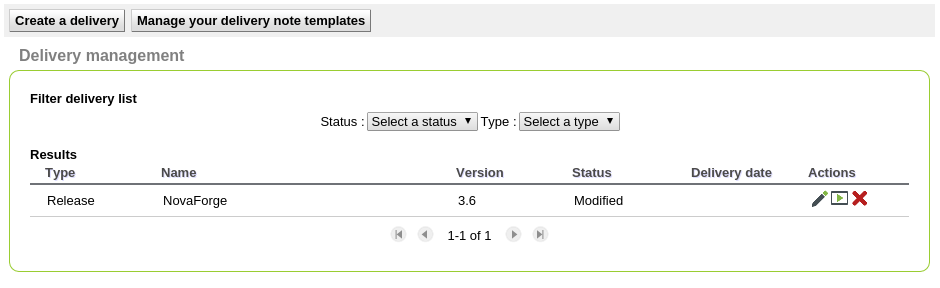 Create a delivery Manage your delivery note templates
Delivery management
Filter delivery list
Status : Select a status Type : Select a type
Results
Type Name Version Status Delivery date Actions
Release NovaForge 3.6 Modified
1-1 of 1